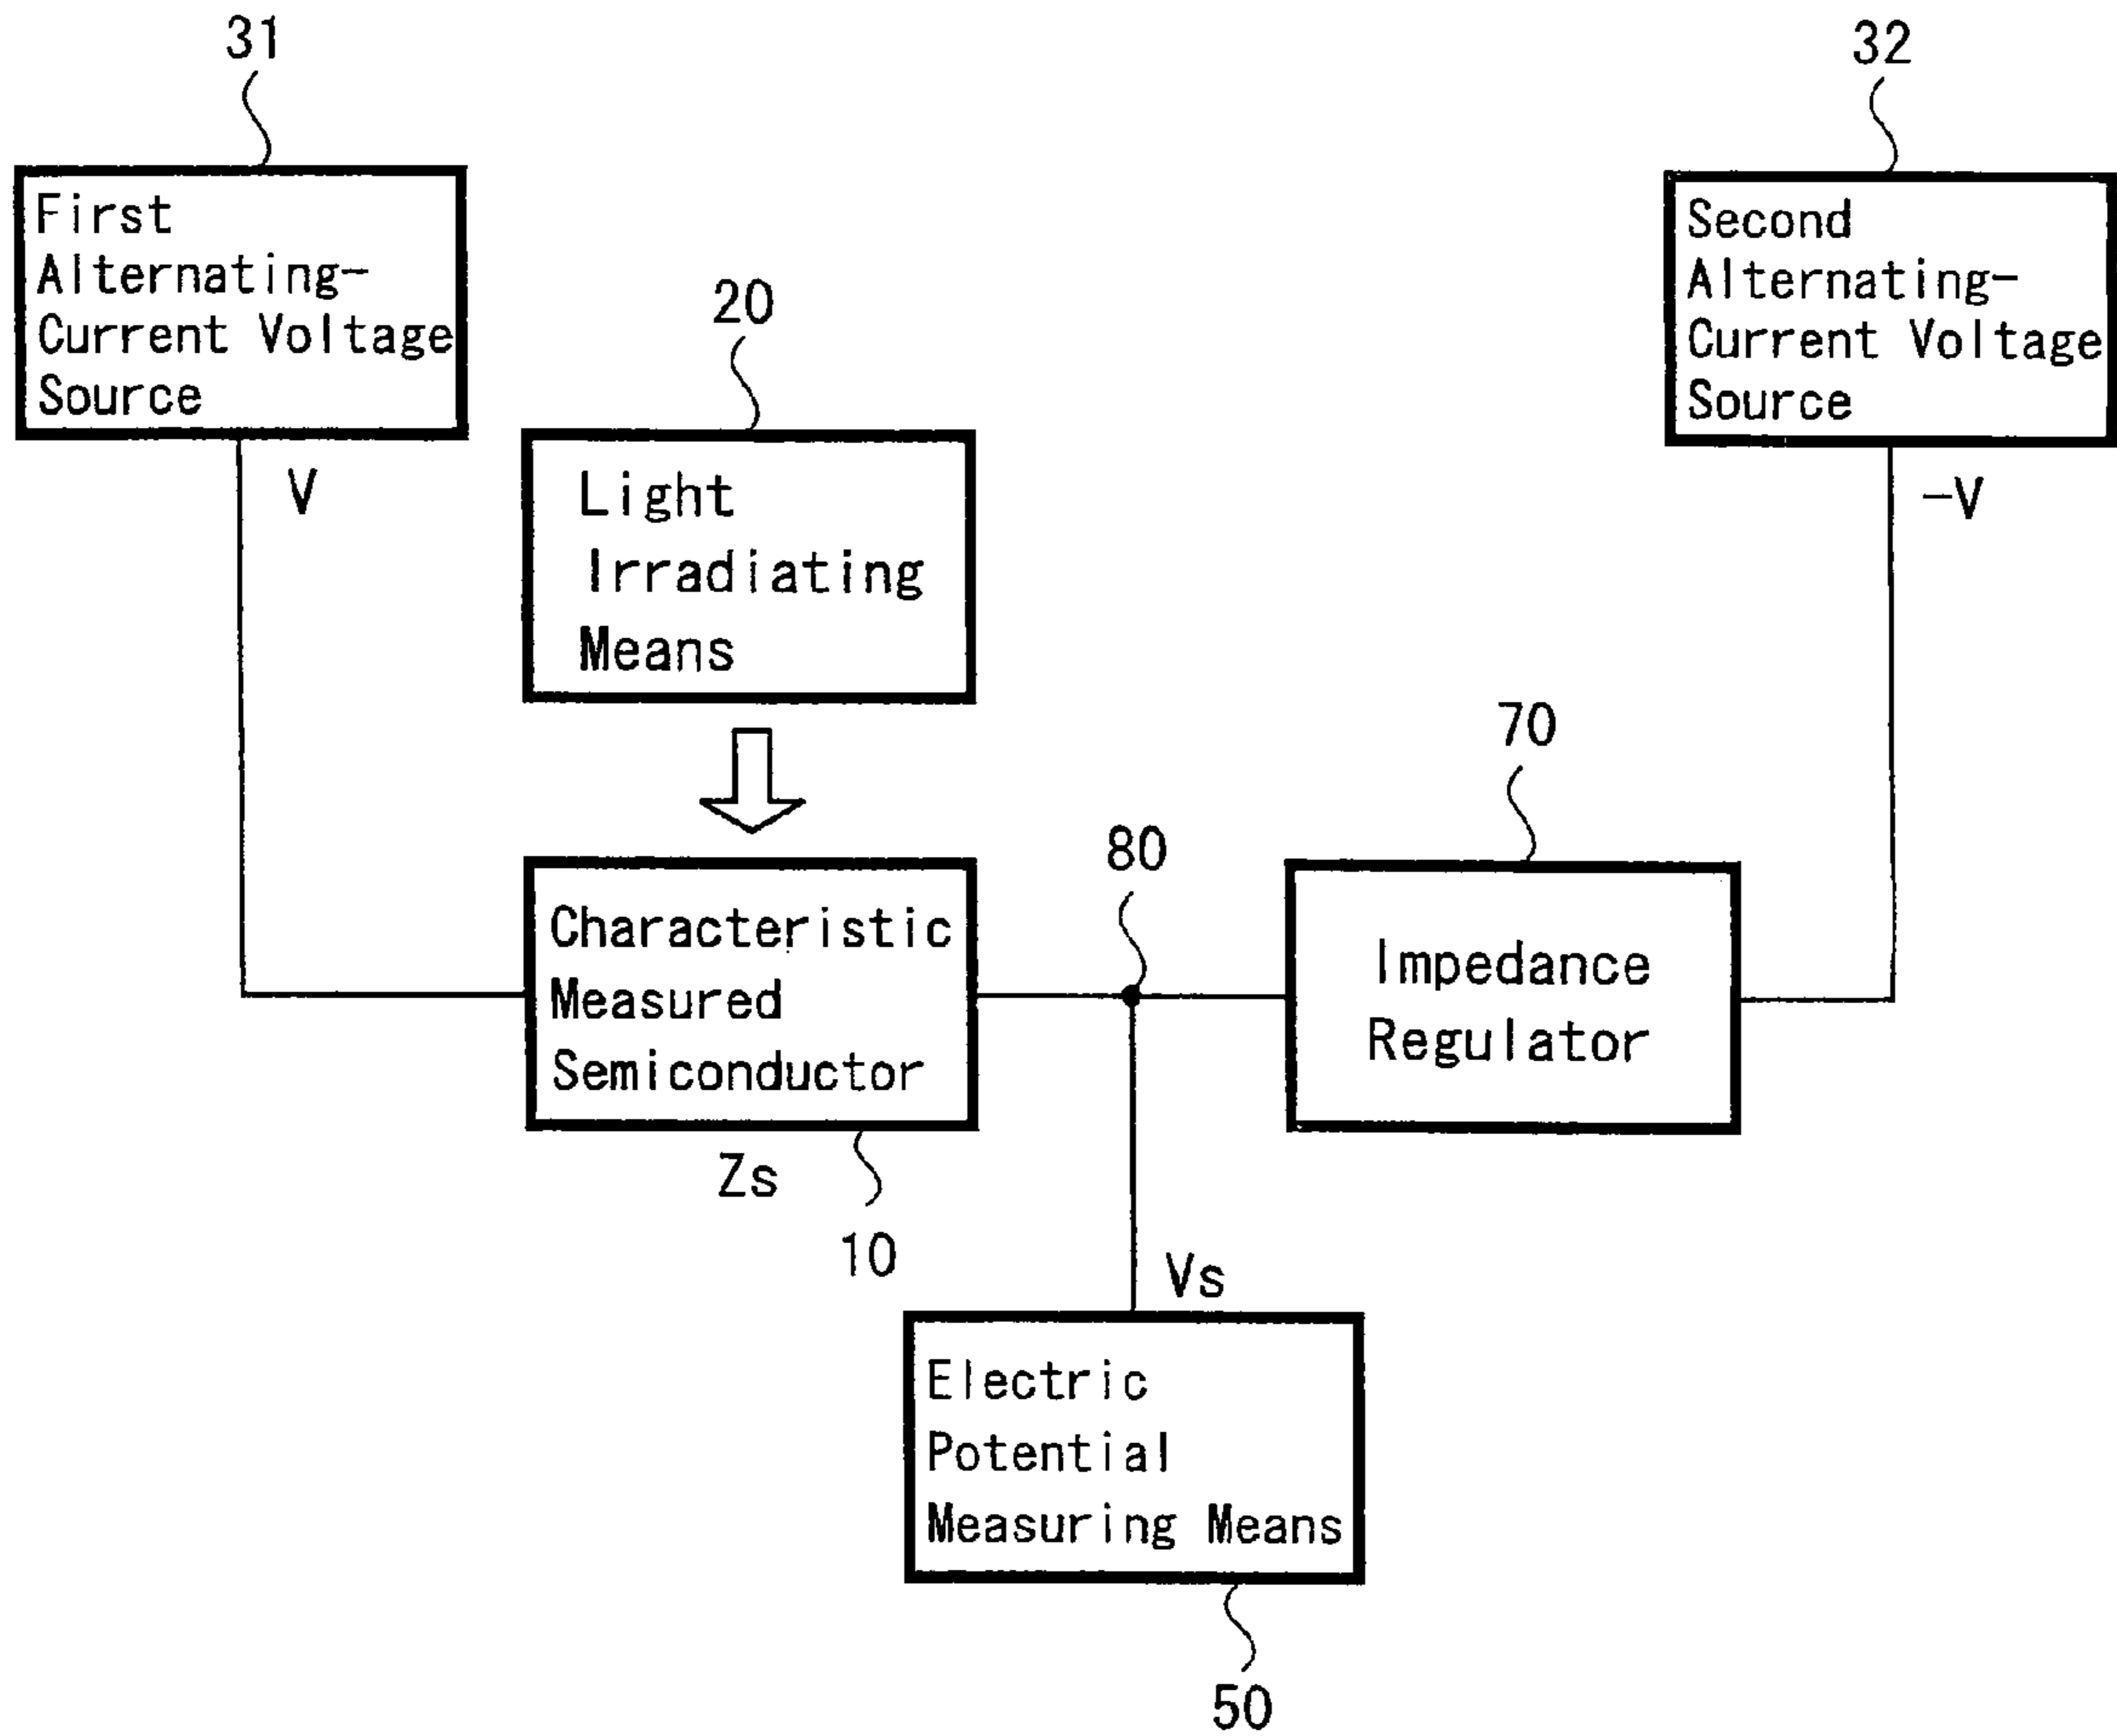 31
32
First
Alternating-
Current Voltage
Source
Second
Alternating-
Current Voltage
Source
20
V
-V
Light
Irradiating
Means
70
80
Characteristic
Measured
Semiconductor
Impedance
Regulator
Zs
10
Vs
Electric
Potential
Measuring Means
50